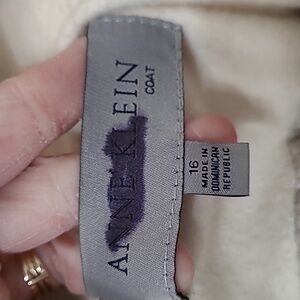 ANNE KLEIN
COAT
16
MADE IN
DOMINICAN
REPUBLIC